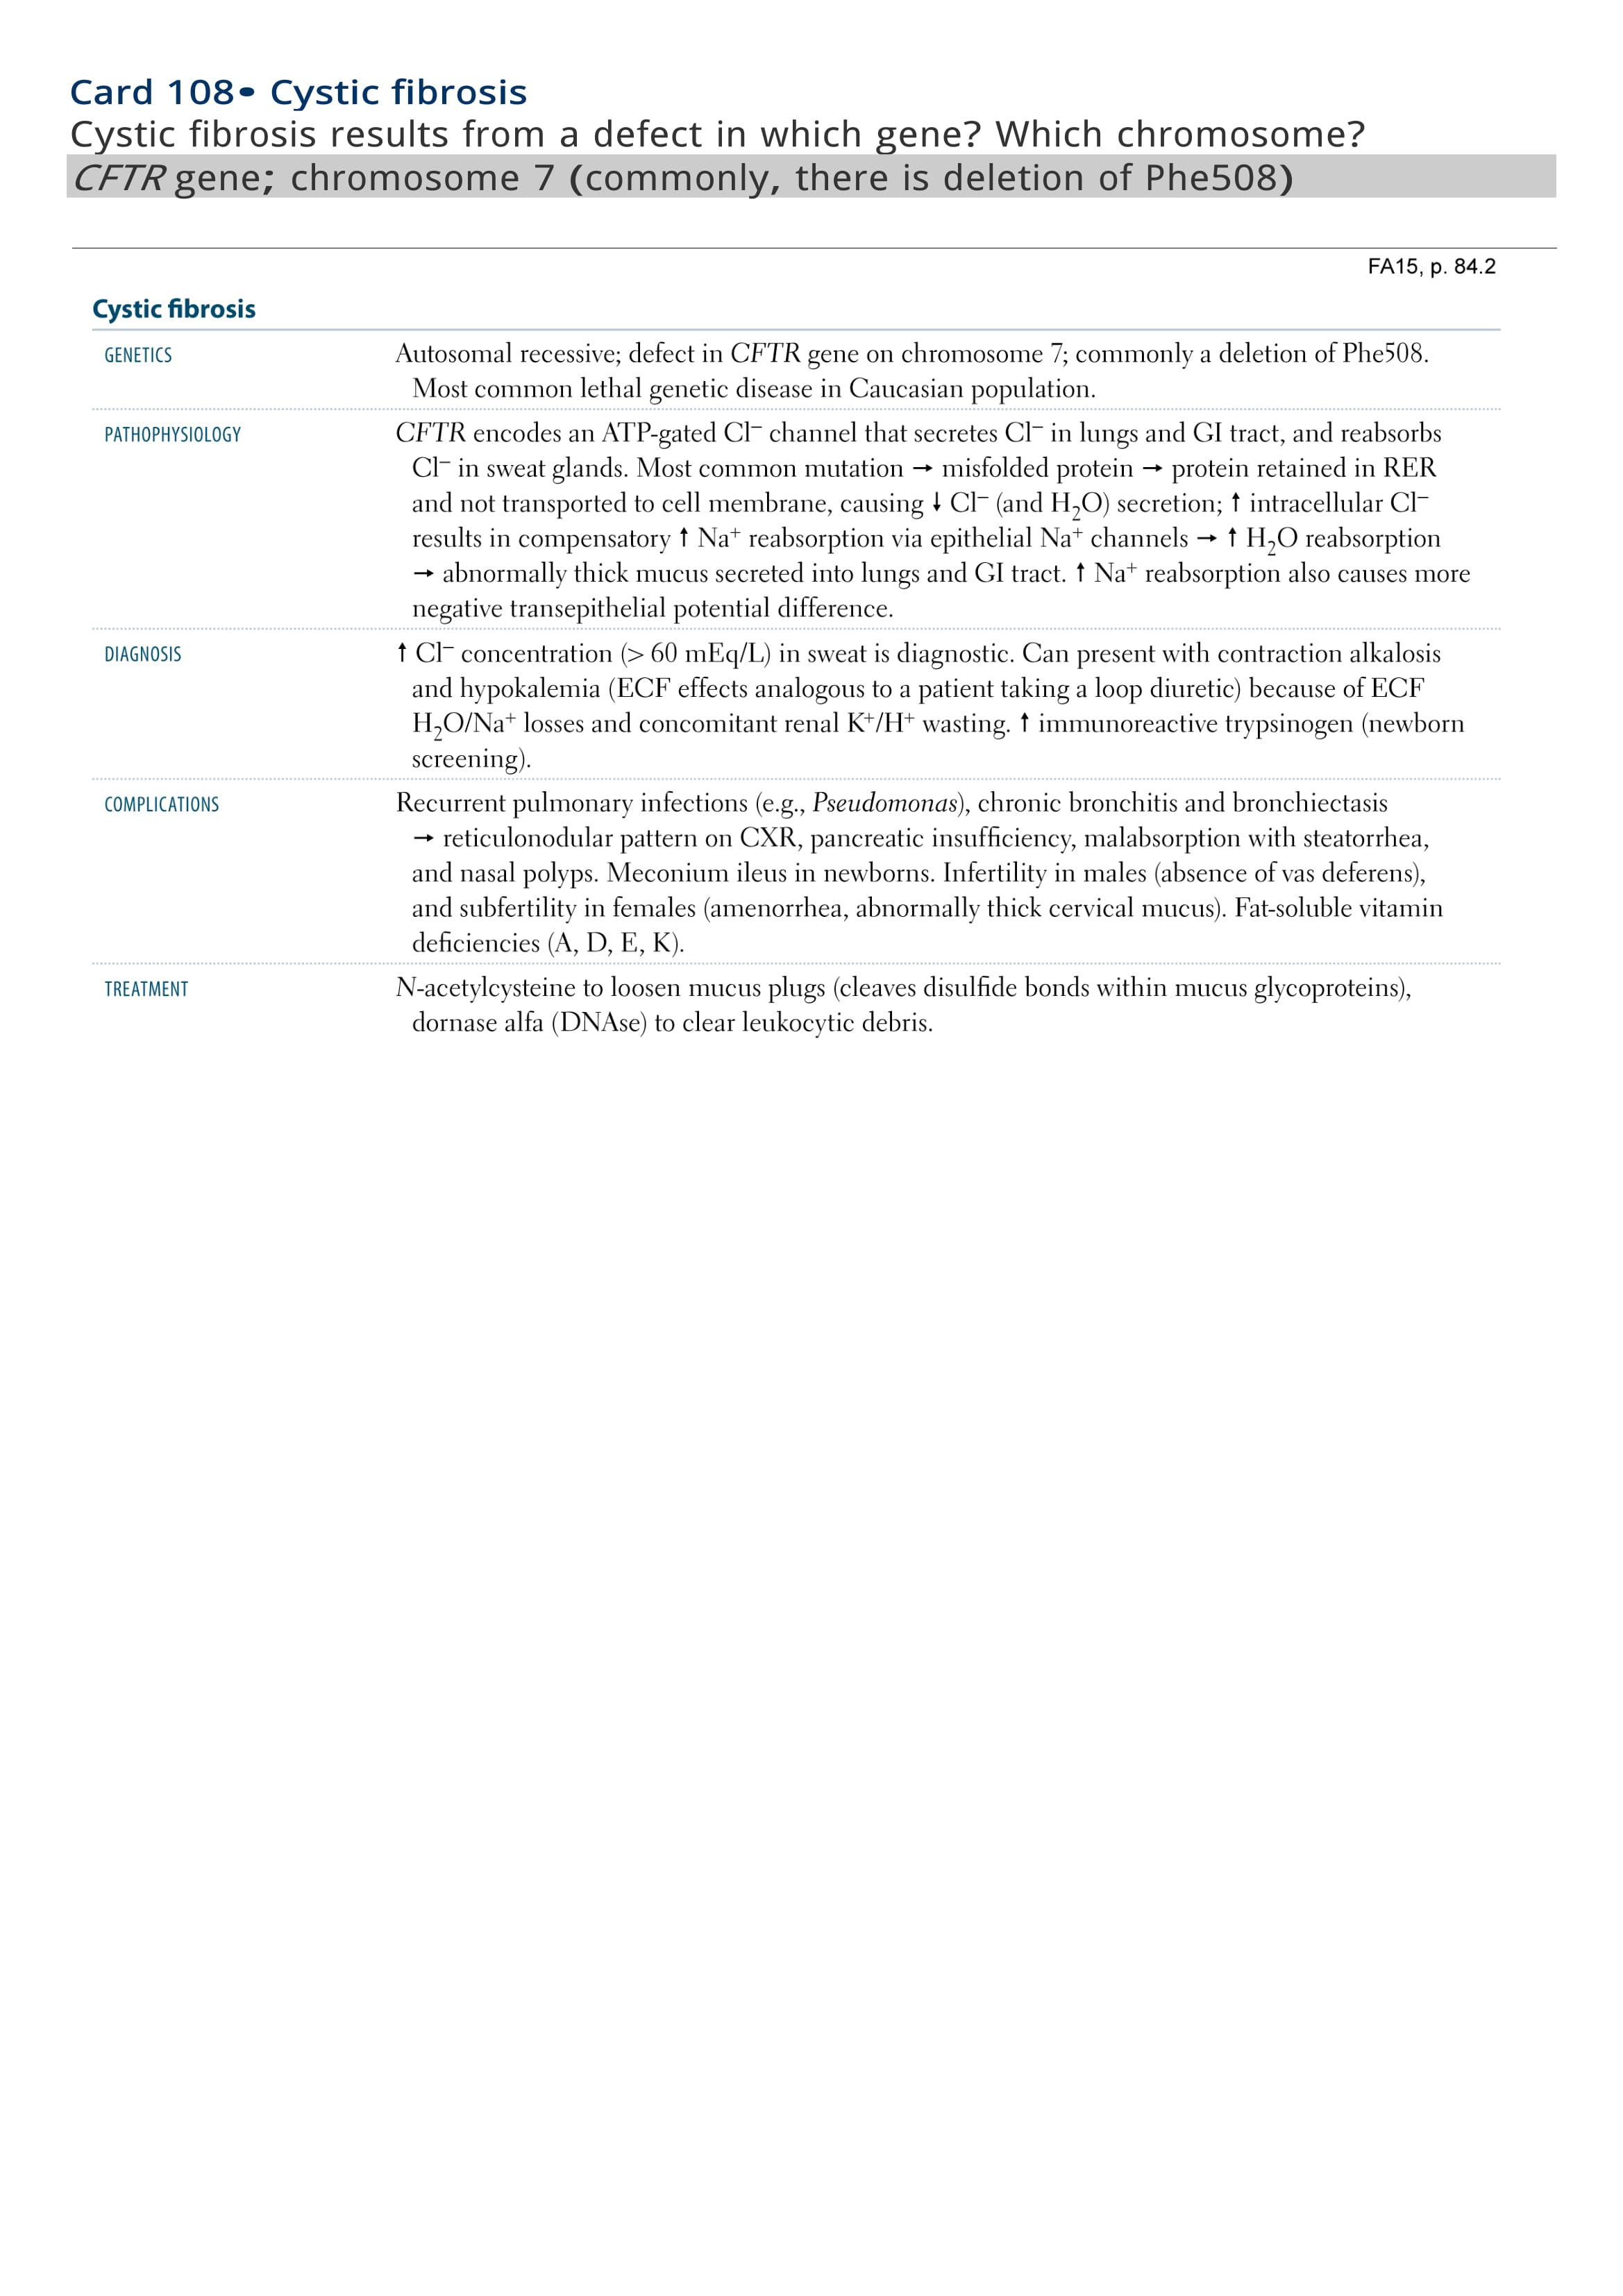 Card 108• Cystic fibrosis
Cystic fibrosis results from a defect in which gene? Which chromosome?
CFTR gene; chromosome 7 (commonly, there is deletion of Phe508)
FA15, p. 84.2
Cystic fibrosis
GENETICS Autosomal recessive; defect in CFTR gene on chromosome 7; commonly a deletion of Phe508.
Most common lethal genetic disease in Caucasian population.
PATHOPHYSIOLOGY CFTR encodes an ATP-gated Cl⁻ channel that secretes Cl⁻ in lungs and GI tract, and reabsorbs
Cl⁻ in sweat glands. Most common mutation → misfolded protein → protein retained in RER
and not transported to cell membrane, causing ↓ Cl⁻ (and H₂O) secretion; ↑ intracellular Cl⁻
results in compensatory ↑ Na⁺ reabsorption via epithelial Na⁺ channels → ↑ H₂O reabsorption
→ abnormally thick mucus secreted into lungs and GI tract. ↑ Na⁺ reabsorption also causes more
negative transepithelial potential difference.
DIAGNOSIS ↑ Cl⁻ concentration (> 60 mEq/L) in sweat is diagnostic. Can present with contraction alkalosis
and hypokalemia (ECF effects analogous to a patient taking a loop diuretic) because of ECF
H₂O/Na⁺ losses and concomitant renal K⁺/H⁺ wasting. ↑ immunoreactive trypsinogen (newborn
screening).
COMPLICATIONS Recurrent pulmonary infections (e.g., Pseudomonas), chronic bronchitis and bronchiectasis
→ reticulonodular pattern on CXR, pancreatic insufficiency, malabsorption with steatorrhea,
and nasal polyps. Meconium ileus in newborns. Infertility in males (absence of vas deferens),
and subfertility in females (amenorrhea, abnormally thick cervical mucus). Fat-soluble vitamin
deficiencies (A, D, E, K).
TREATMENT N-acetylcysteine to loosen mucus plugs (cleaves disulfide bonds within mucus glycoproteins),
dornase alfa (DNAse) to clear leukocytic debris.